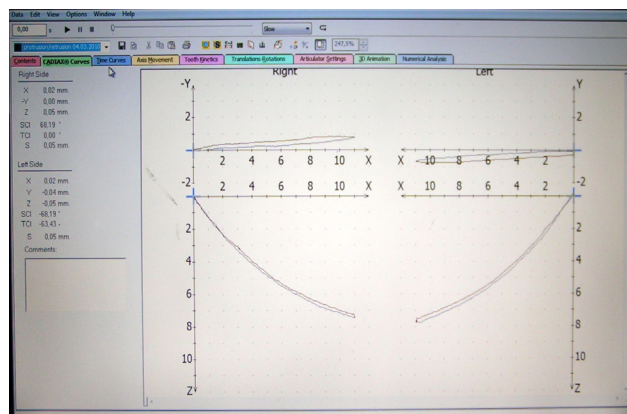 Data Edit View Options Window Help
0,00 s Slow
protrusion/retrusion 04.03.2010 247,5%
Contents CADIAX® Curves Time Curves Axis Movement Tooth Kinetics Translations-Rotations Articulator Settings 3D Animation Numerical Analysis
Right Side
X 0,02 mm.
-Y 0,00 mm.
Z 0,05 mm.
SCI 68,19 °
TCI 0,00 °
S 0,05 mm.
Left Side
X 0,02 mm.
Y -0,04 mm.
Z -0,05 mm.
SCI -68,19 °
TCI -63,43 -
S 0,05 mm.
Comments:
Right Left
-Y Y
2 2
2 4 6 8 10 X X 10 8 6 4 2
-2 -2
2 4 6 8 10 X X 10 8 6 4 2
2 2
4 4
6 6
8 8
10 10
Z Z